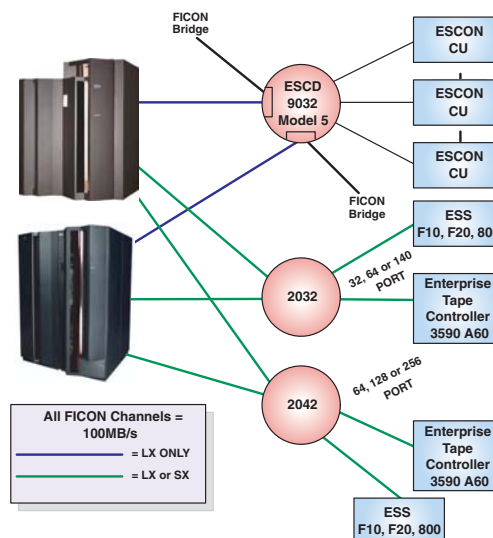 FICON
Bridge
ESCD
9032
Model 5
ESCON
CU
ESCON
CU
ESCON
CU
FICON
Bridge
ESS
F10, F20, 80
32, 64 or 140
PORT
2032
Enterprise
Tape
Controller
3590 A60
64, 128 or 256
PORT
2042
All FICON Channels =
100MB/s
= LX ONLY
= LX or SX
Enterprise
Tape
Controller
3590 A60
ESS
F10, F20, 800